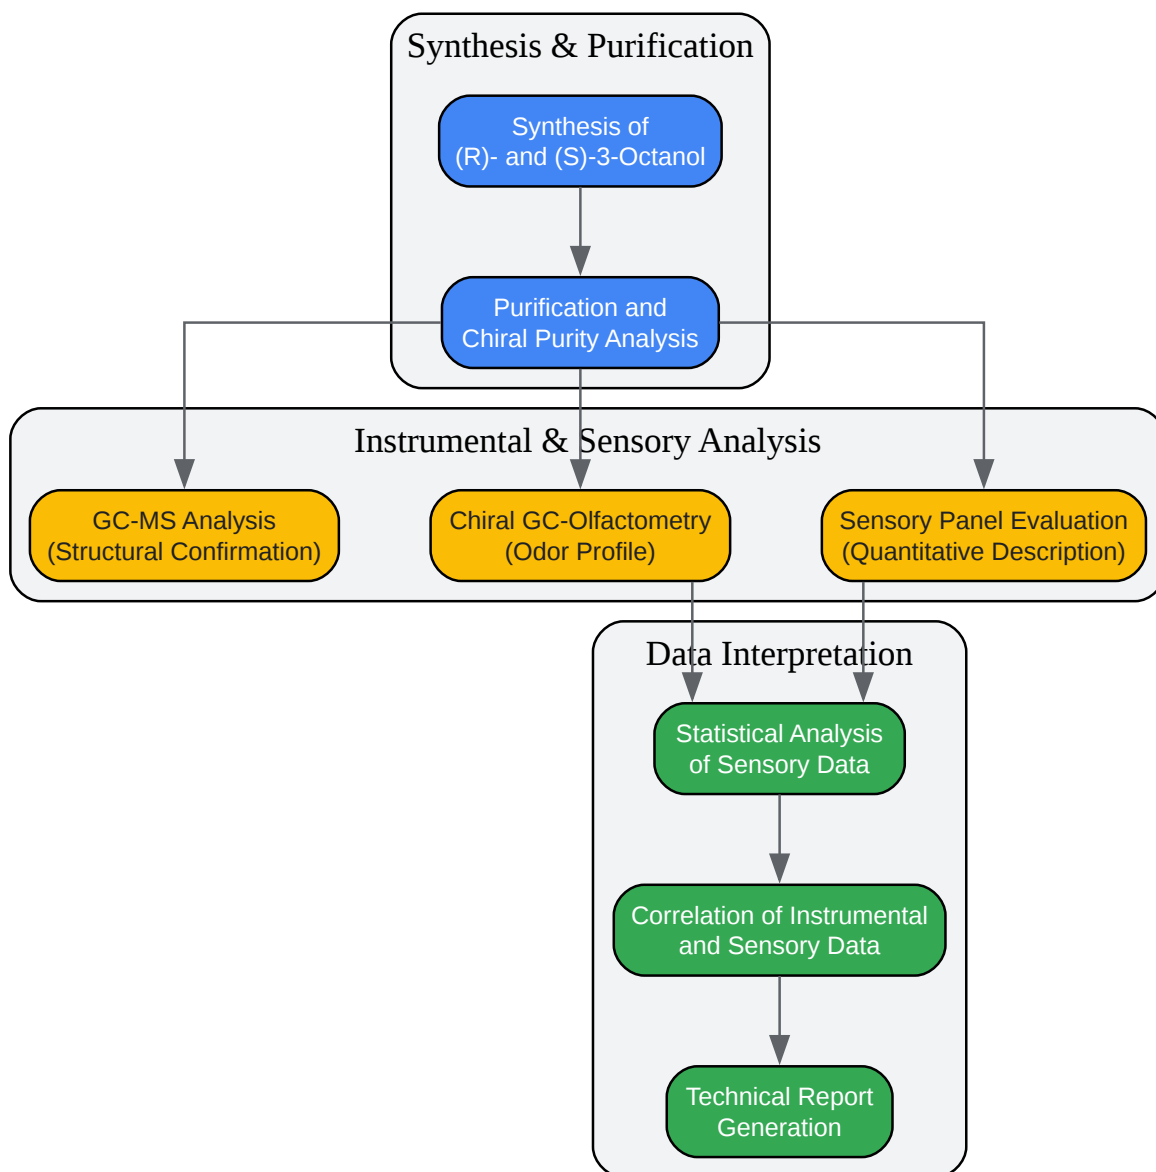 Synthesis & Purification
Synthesis of
(R)- and (S)-3-Octanol
Purification and
Chiral Purity Analysis
Instrumental & Sensory Analysis
GC-MS Analysis
(Structural Confirmation)
Chiral GC-Olfactometry
(Odor Profile)
Sensory Panel Evaluation
(Quantitative Description)
Data Interpretation
Statistical Analysis
of Sensory Data
Correlation of Instrumental
and Sensory Data
Technical Report
Generation